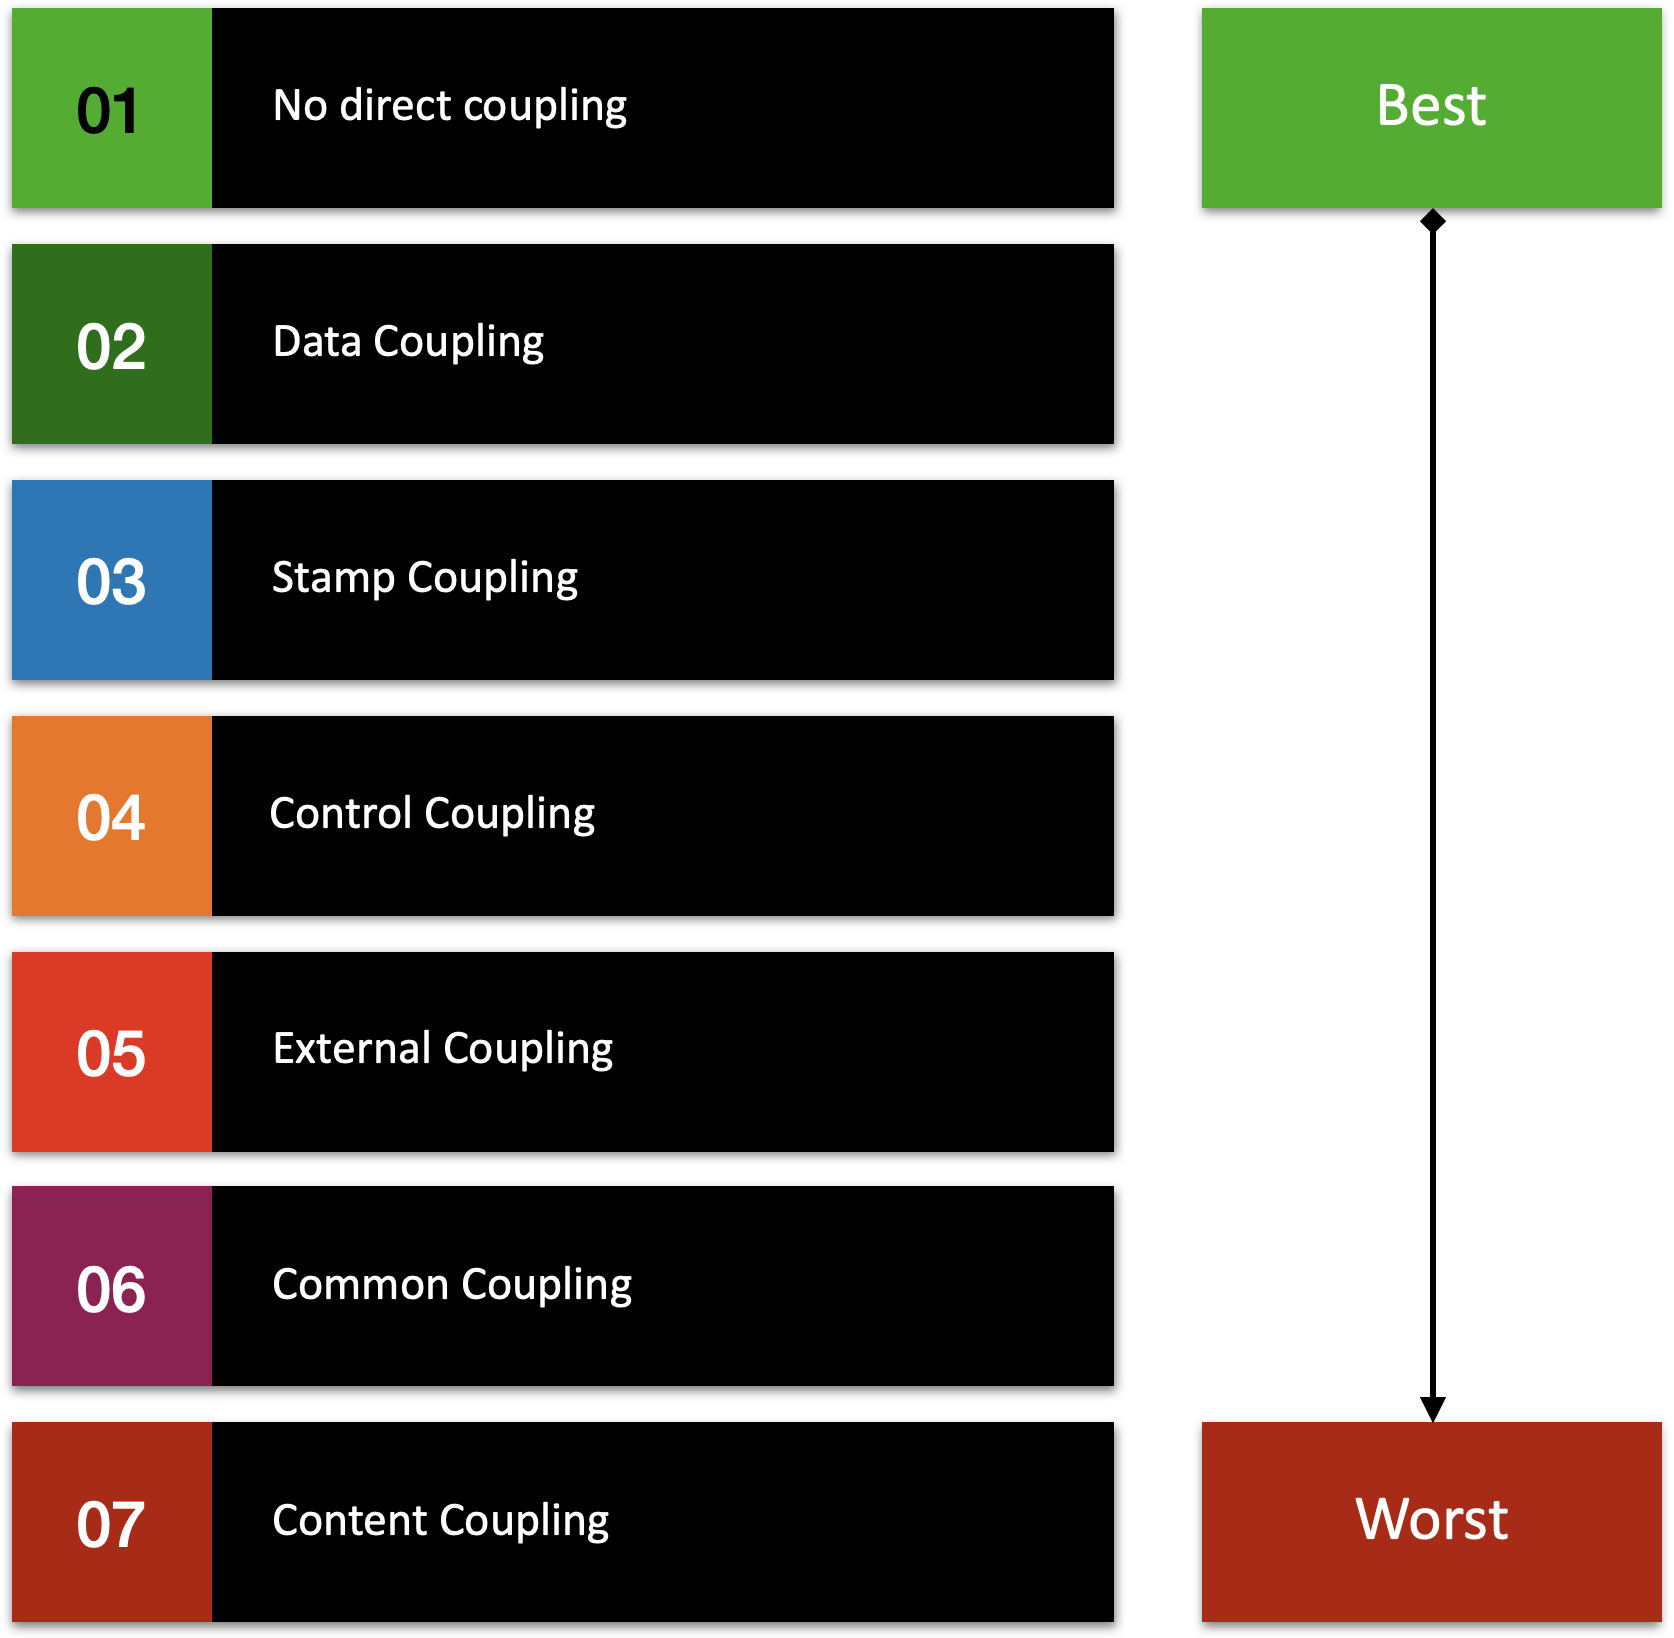 01
No direct coupling
Best
02
Data Coupling
03
Stamp Coupling
04
Control Coupling
05
External Coupling
06
Common Coupling
07
Content Coupling
Worst